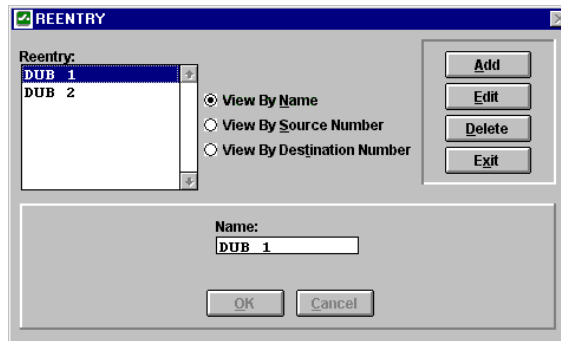 REENTRY
Reentry:
DUB 1
DUB 2
View By Name
View By Source Number
View By Destination Number
Add
Edit
Delete
Exit
Name:
DUB 1
OK
Cancel